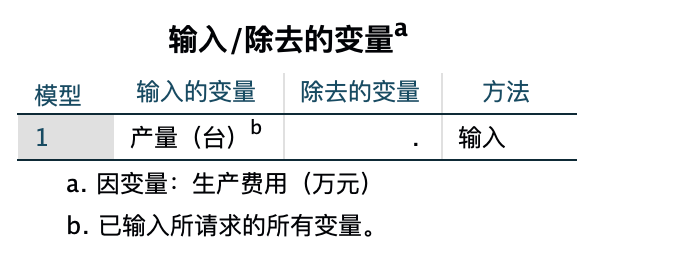 输入/除去的变量a
模型 输入的变量 除去的变量 方法
1 产量（台）b . 输入
a. 因变量：生产费用（万元）
b. 已输入所请求的所有变量。